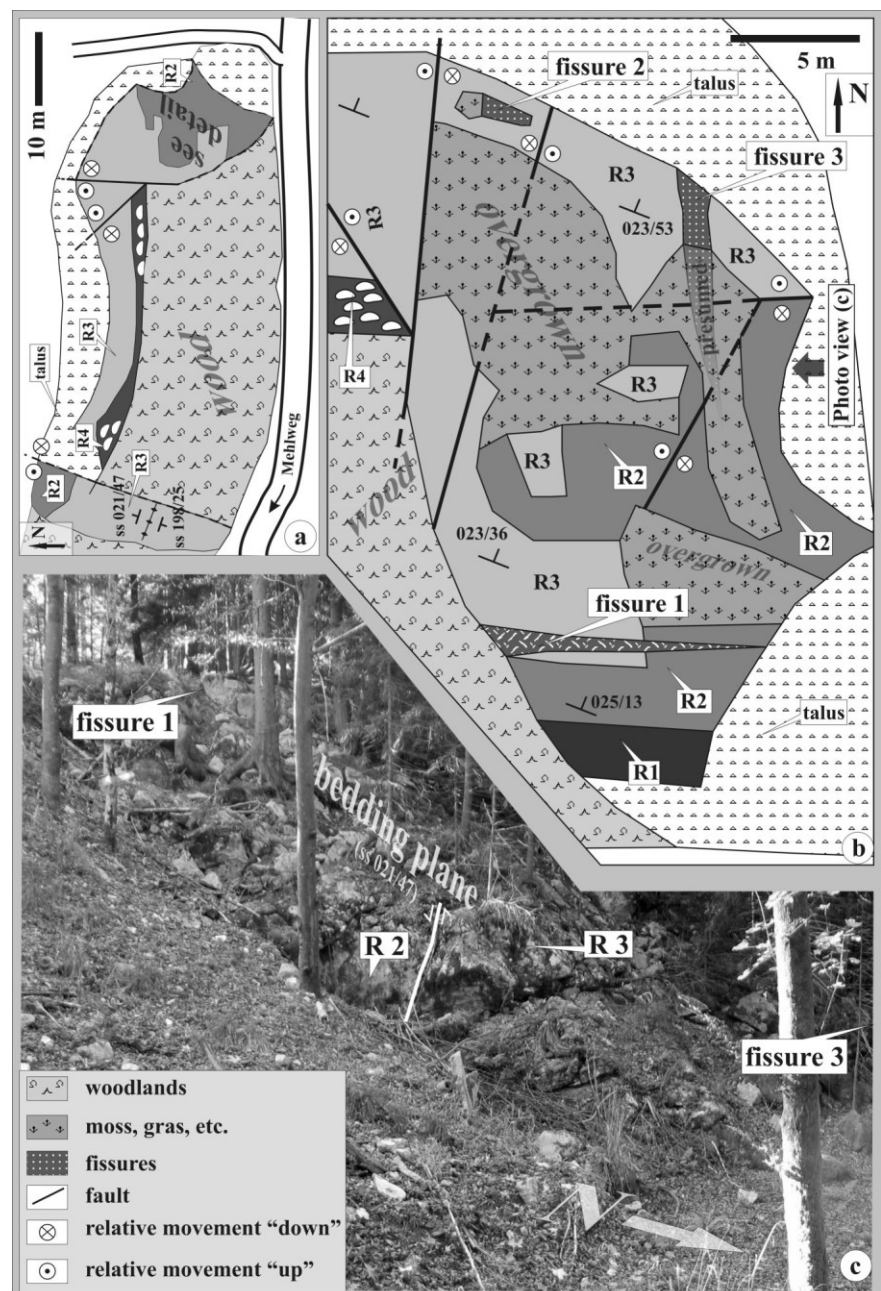 10 m
R2
see
detail
talus
R3
R4
R3
R2
wood
ss 021/47
ss 198/25
Mehlweg
N
a
5 m
N
fissure 2
talus
fissure 3
R3
R3
023/53
R3
overgrown
presumed
Photo view (c)
R4
R3
R3
R2
wood
023/36
R3
overgrown
R2
fissure 1
025/13
R2
talus
R1
b
fissure 1
bedding plane
(ss 021/47)
R 2
R 3
fissure 3
N
c
woodlands
moss, gras, etc.
fissures
fault
relative movement “down”
relative movement “up”